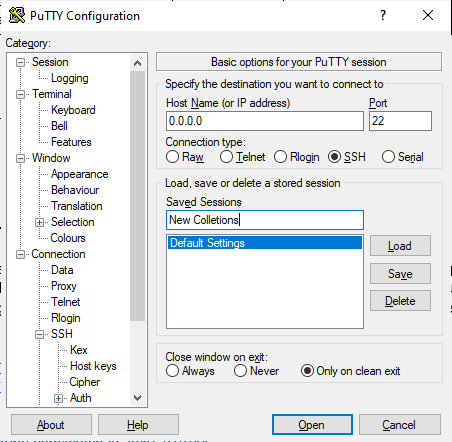 PuTTY Configuration
?
Category:
Session
Logging
Terminal
Keyboard
Bell
Features
Window
Appearance
Behaviour
Translation
Selection
Colours
Connection
Data
Proxy
Telnet
Rlogin
SSH
Kex
Host keys
Cipher
Auth
Basic options for your PuTTY session
Specify the destination you want to connect to
Host Name (or IP address) Port
0.0.0.0 22
Connection type:
Raw Telnet Rlogin SSH Serial
Load, save or delete a stored session
Saved Sessions
New Colletions
Default Settings
Load
Save
Delete
Close window on exit:
Always Never Only on clean exit
About Help Open Cancel